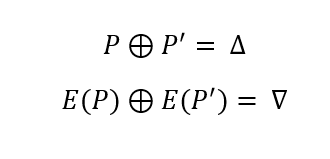 P ⊕ P′ = Δ
E(P) ⊕ E(P′) = ∇